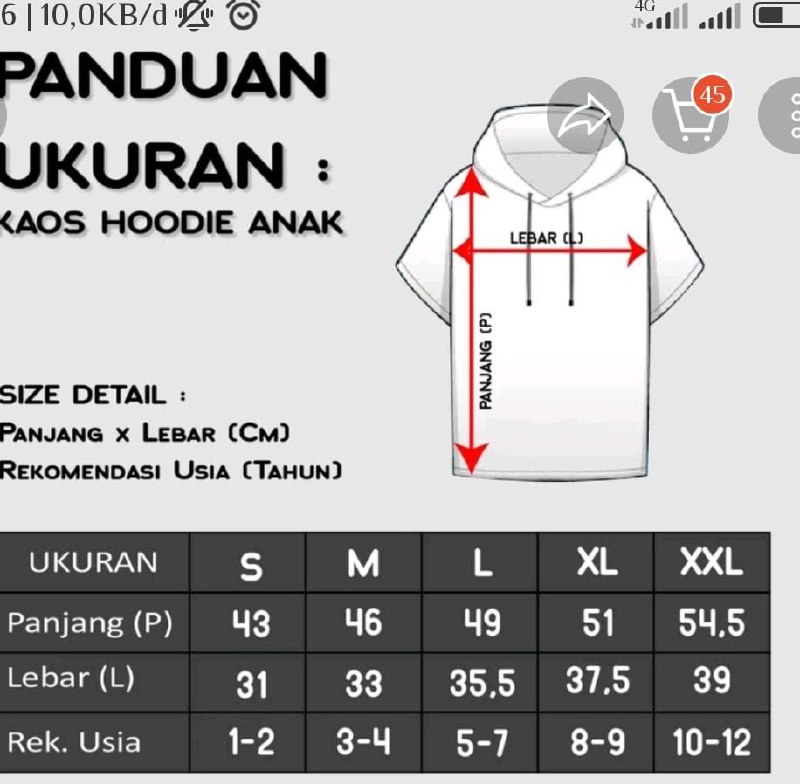 6 | 10,0KB/d
4G
45
PANDUAN
UKURAN :
KAOS HOODIE ANAK
LEBAR (L)
PANJANG (P)
SIZE DETAIL :
PANJANG X LEBAR (CM)
REKOMENDASI USIA (TAHUN)
UKURAN S M L XL XXL
Panjang (P) 43 46 49 51 54,5
Lebar (L) 31 33 35,5 37,5 39
Rek. Usia 1-2 3-4 5-7 8-9 10-12